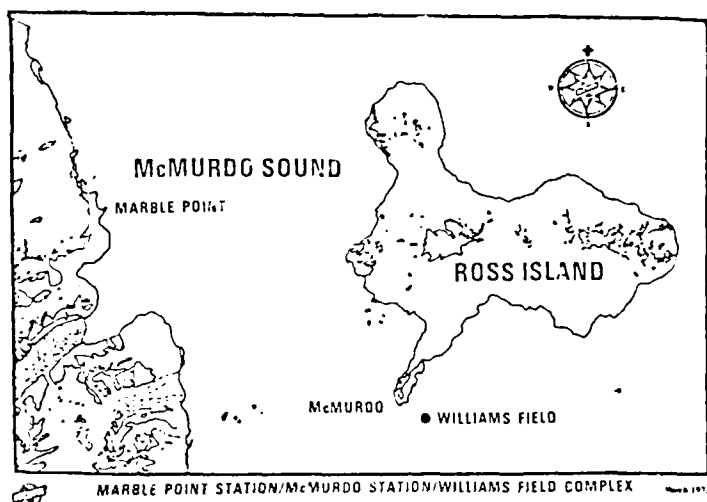 McMURDO SOUND
MARBLE POINT
ROSS ISLAND
McMURDO
WILLIAMS FIELD
MARBLE POINT STATION/McMURDO STATION/WILLIAMS FIELD COMPLEX